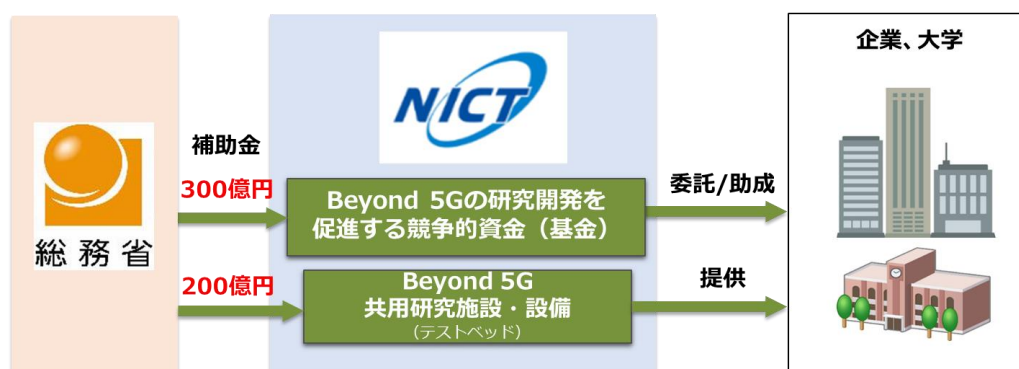 総務省
補助金
300億円
200億円
NICT
Beyond 5Gの研究開発を
促進する競争的資金（基金）
Beyond 5G
共用研究施設・設備
（テストベッド）
委託/助成
提供
企業、大学